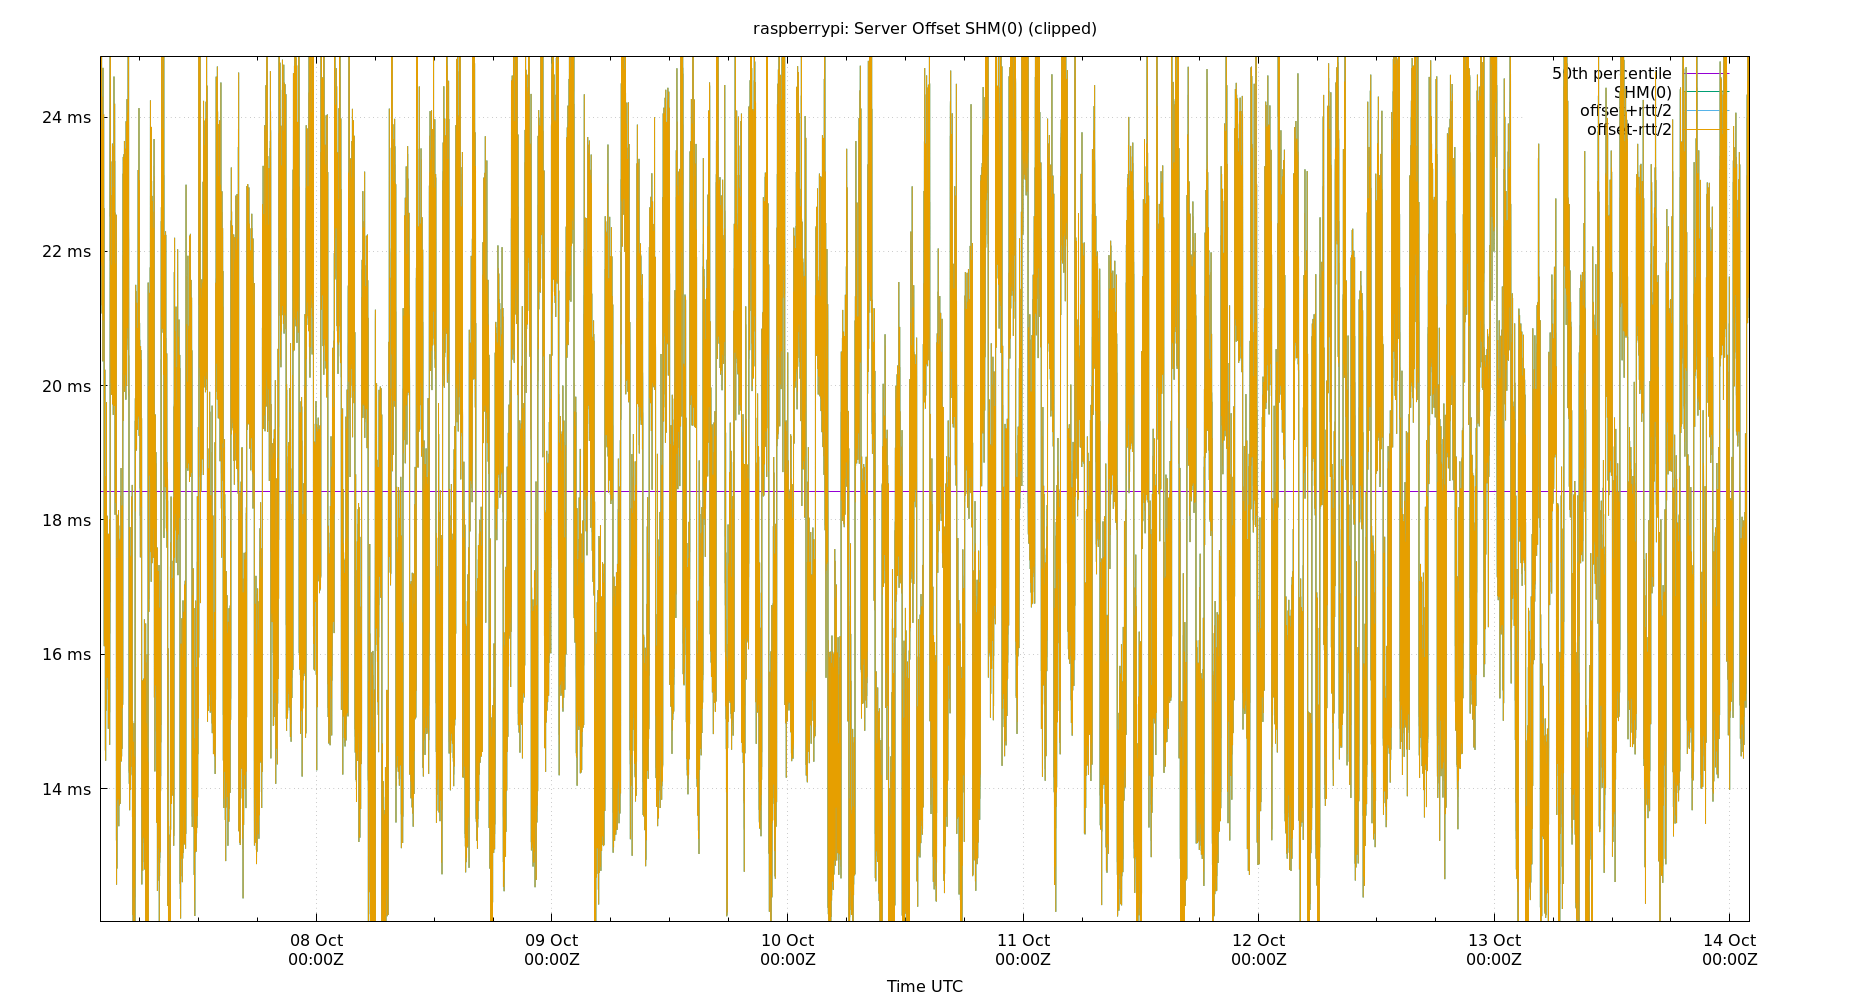 raspberrypi: Server Offset SHM(0) (clipped)
50th percentile
SHM(0)
offset+rtt/2
offset-rtt/2
24 ms
22 ms
20 ms
18 ms
16 ms
14 ms
08 Oct
00:00Z
09 Oct
00:00Z
10 Oct
00:00Z
11 Oct
00:00Z
12 Oct
00:00Z
13 Oct
00:00Z
14 Oct
00:00Z
Time UTC